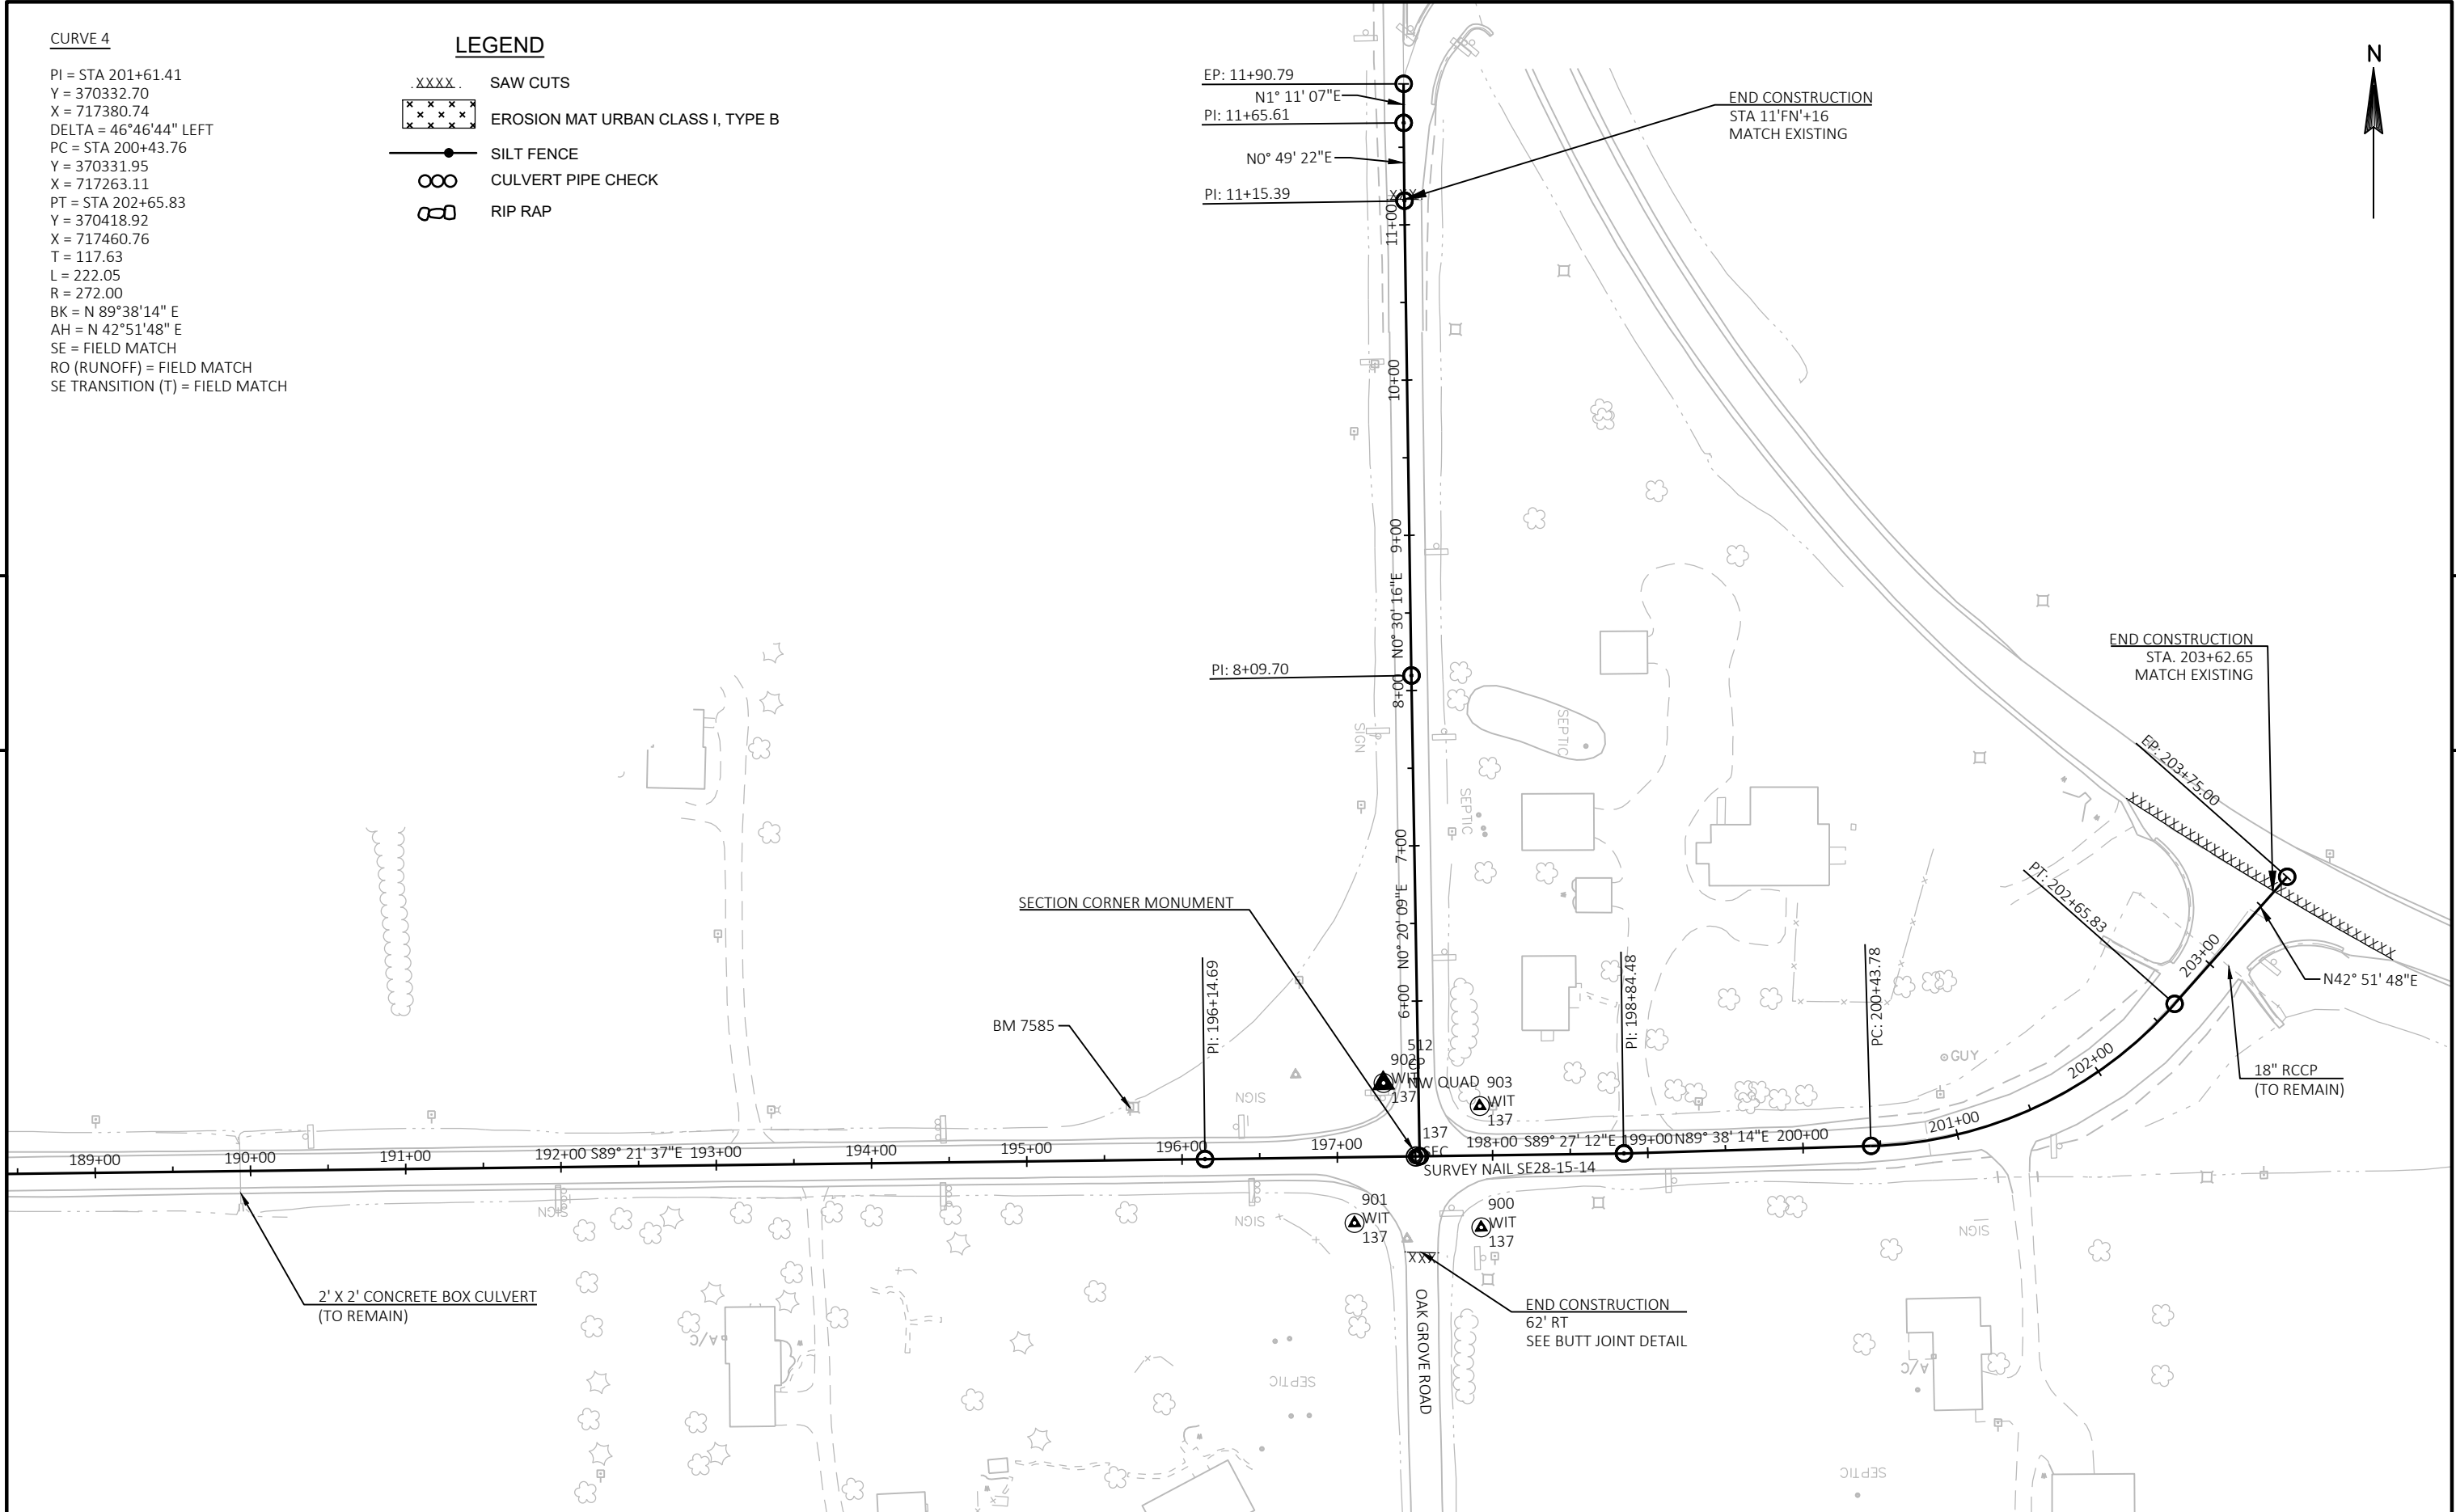 CURVE 4
PI = STA 201+61.41
Y = 370332.70
X = 717380.74
DELTA = 46°46'44" LEFT
PC = STA 200+43.76
Y = 370331.95
X = 717263.11
PT = STA 202+65.83
Y = 370418.92
X = 717460.76
T = 117.63
L = 222.05
R = 272.00
BK = N 89°38'14" E
AH = N 42°51'48" E
SE = FIELD MATCH
RO (RUNOFF) = FIELD MATCH
SE TRANSITION (T) = FIELD MATCH
LEGEND
XXXX
SAW CUTS
EROSION MAT URBAN CLASS I, TYPE B
SILT FENCE
CULVERT PIPE CHECK
RIP RAP
N
EP: 11+90.79
N1° 11' 07"E
PI: 11+65.61
N0° 49' 22"E
PI: 11+15.39
END CONSTRUCTION
STA 11'FN'+16
MATCH EXISTING
XXX
11+00
10+00
9+00
N0° 30' 16"E
PI: 8+09.70
8+00
SIGN
SEPTIC
SEPTIC
7+00
N0° 20' 09"E
6+00
END CONSTRUCTION
STA. 203+62.65
MATCH EXISTING
EP: 203+75.00
XXXXXXXXXXXXXXXXXXXXXXXXXXXXXXX
PT: 202+65.83
203+00
N42° 51' 48"E
18" RCCP
(TO REMAIN)
202+00
201+00
GUY
SECTION CORNER MONUMENT
BM 7585
PI: 196+14.69
PI: 198+84.48
PC: 200+43.78
512
CP
NW QUAD
902
WIT
137
903
WIT
137
SIGN
137
SEC
SURVEY NAIL SE28-15-14
189+00
190+00
191+00
192+00
S89° 21' 37"E
193+00
194+00
195+00
196+00
197+00
198+00
S89° 27' 12"E
199+00
N89° 38' 14"E
200+00
901
WIT
137
900
WIT
137
SIGN
SIGN
SIGN
XXX
2' X 2' CONCRETE BOX CULVERT
(TO REMAIN)
END CONSTRUCTION
62' RT
SEE BUTT JOINT DETAIL
OAK GROVE ROAD
A/C
A/C
SEPTIC
SEPTIC